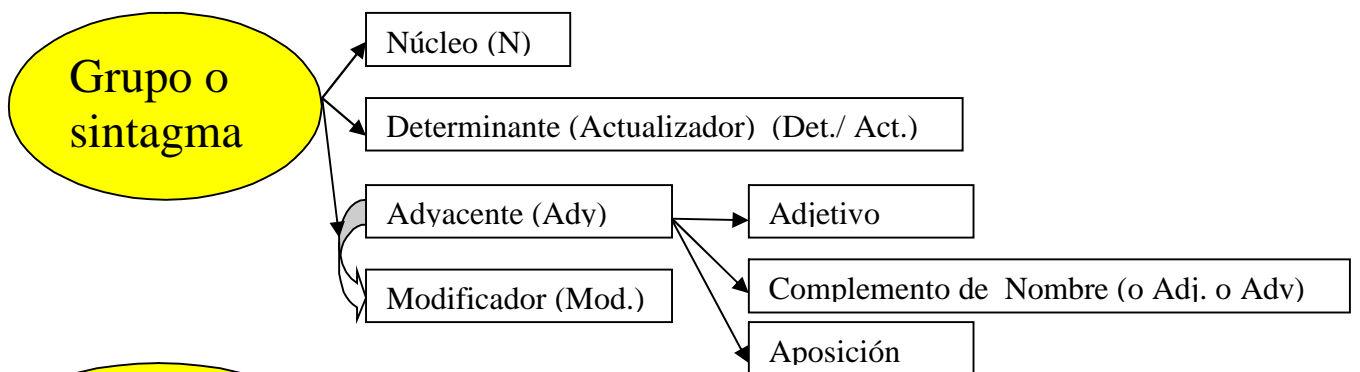 Grupo o
sintagma
Núcleo (N)
Determinante (Actualizador) (Det./ Act.)
Adyacente (Ady)
Modificador (Mod.)
Adjetivo
Complemento de Nombre (o Adj. o Adv)
Aposición